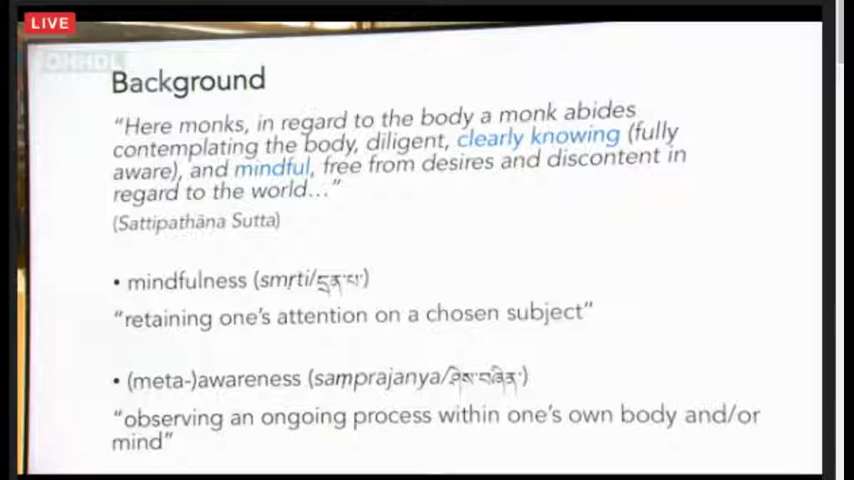 LIVE
OHHDL
Background
“Here monks, in regard to the body a monk abides
contemplating the body, diligent, clearly knowing (fully
aware), and mindful, free from desires and discontent in
regard to the world…”
(Sattipathāna Sutta)
• mindfulness (smṛti/དྲན་པ་)
“retaining one’s attention on a chosen subject”
• (meta-)awareness (saṃprajanya/ཤེས་བཞིན་)
“observing an ongoing process within one’s own body and/or
mind”